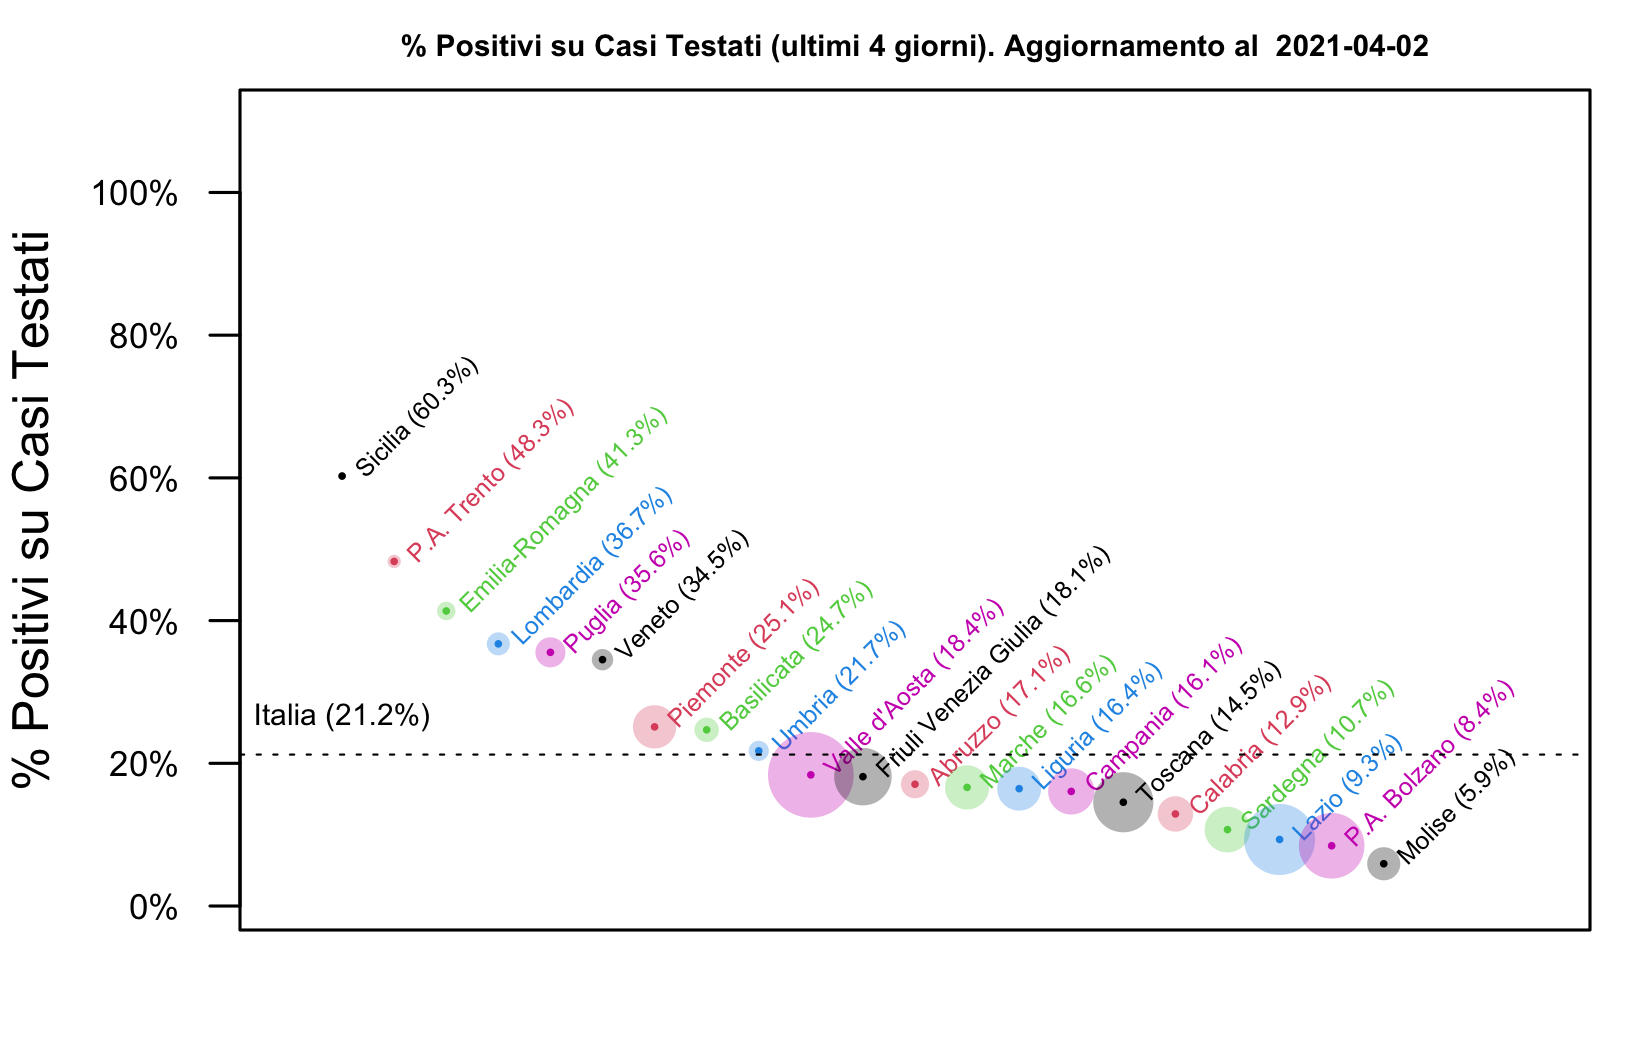 % Positivi su Casi Testati (ultimi 4 giorni). Aggiornamento al  2021-04-02
% Positivi su Casi Testati
100%
80%
60%
40%
20%
0%
Italia (21.2%)
Sicilia (60.3%)
P.A. Trento (48.3%)
Emilia-Romagna (41.3%)
Lombardia (36.7%)
Puglia (35.6%)
Veneto (34.5%)
Piemonte (25.1%)
Basilicata (24.7%)
Umbria (21.7%)
Valle d'Aosta (18.4%)
Friuli Venezia Giulia (18.1%)
Abruzzo (17.1%)
Marche (16.6%)
Liguria (16.4%)
Campania (16.1%)
Toscana (14.5%)
Calabria (12.9%)
Sardegna (10.7%)
Lazio (9.3%)
P.A. Bolzano (8.4%)
Molise (5.9%)